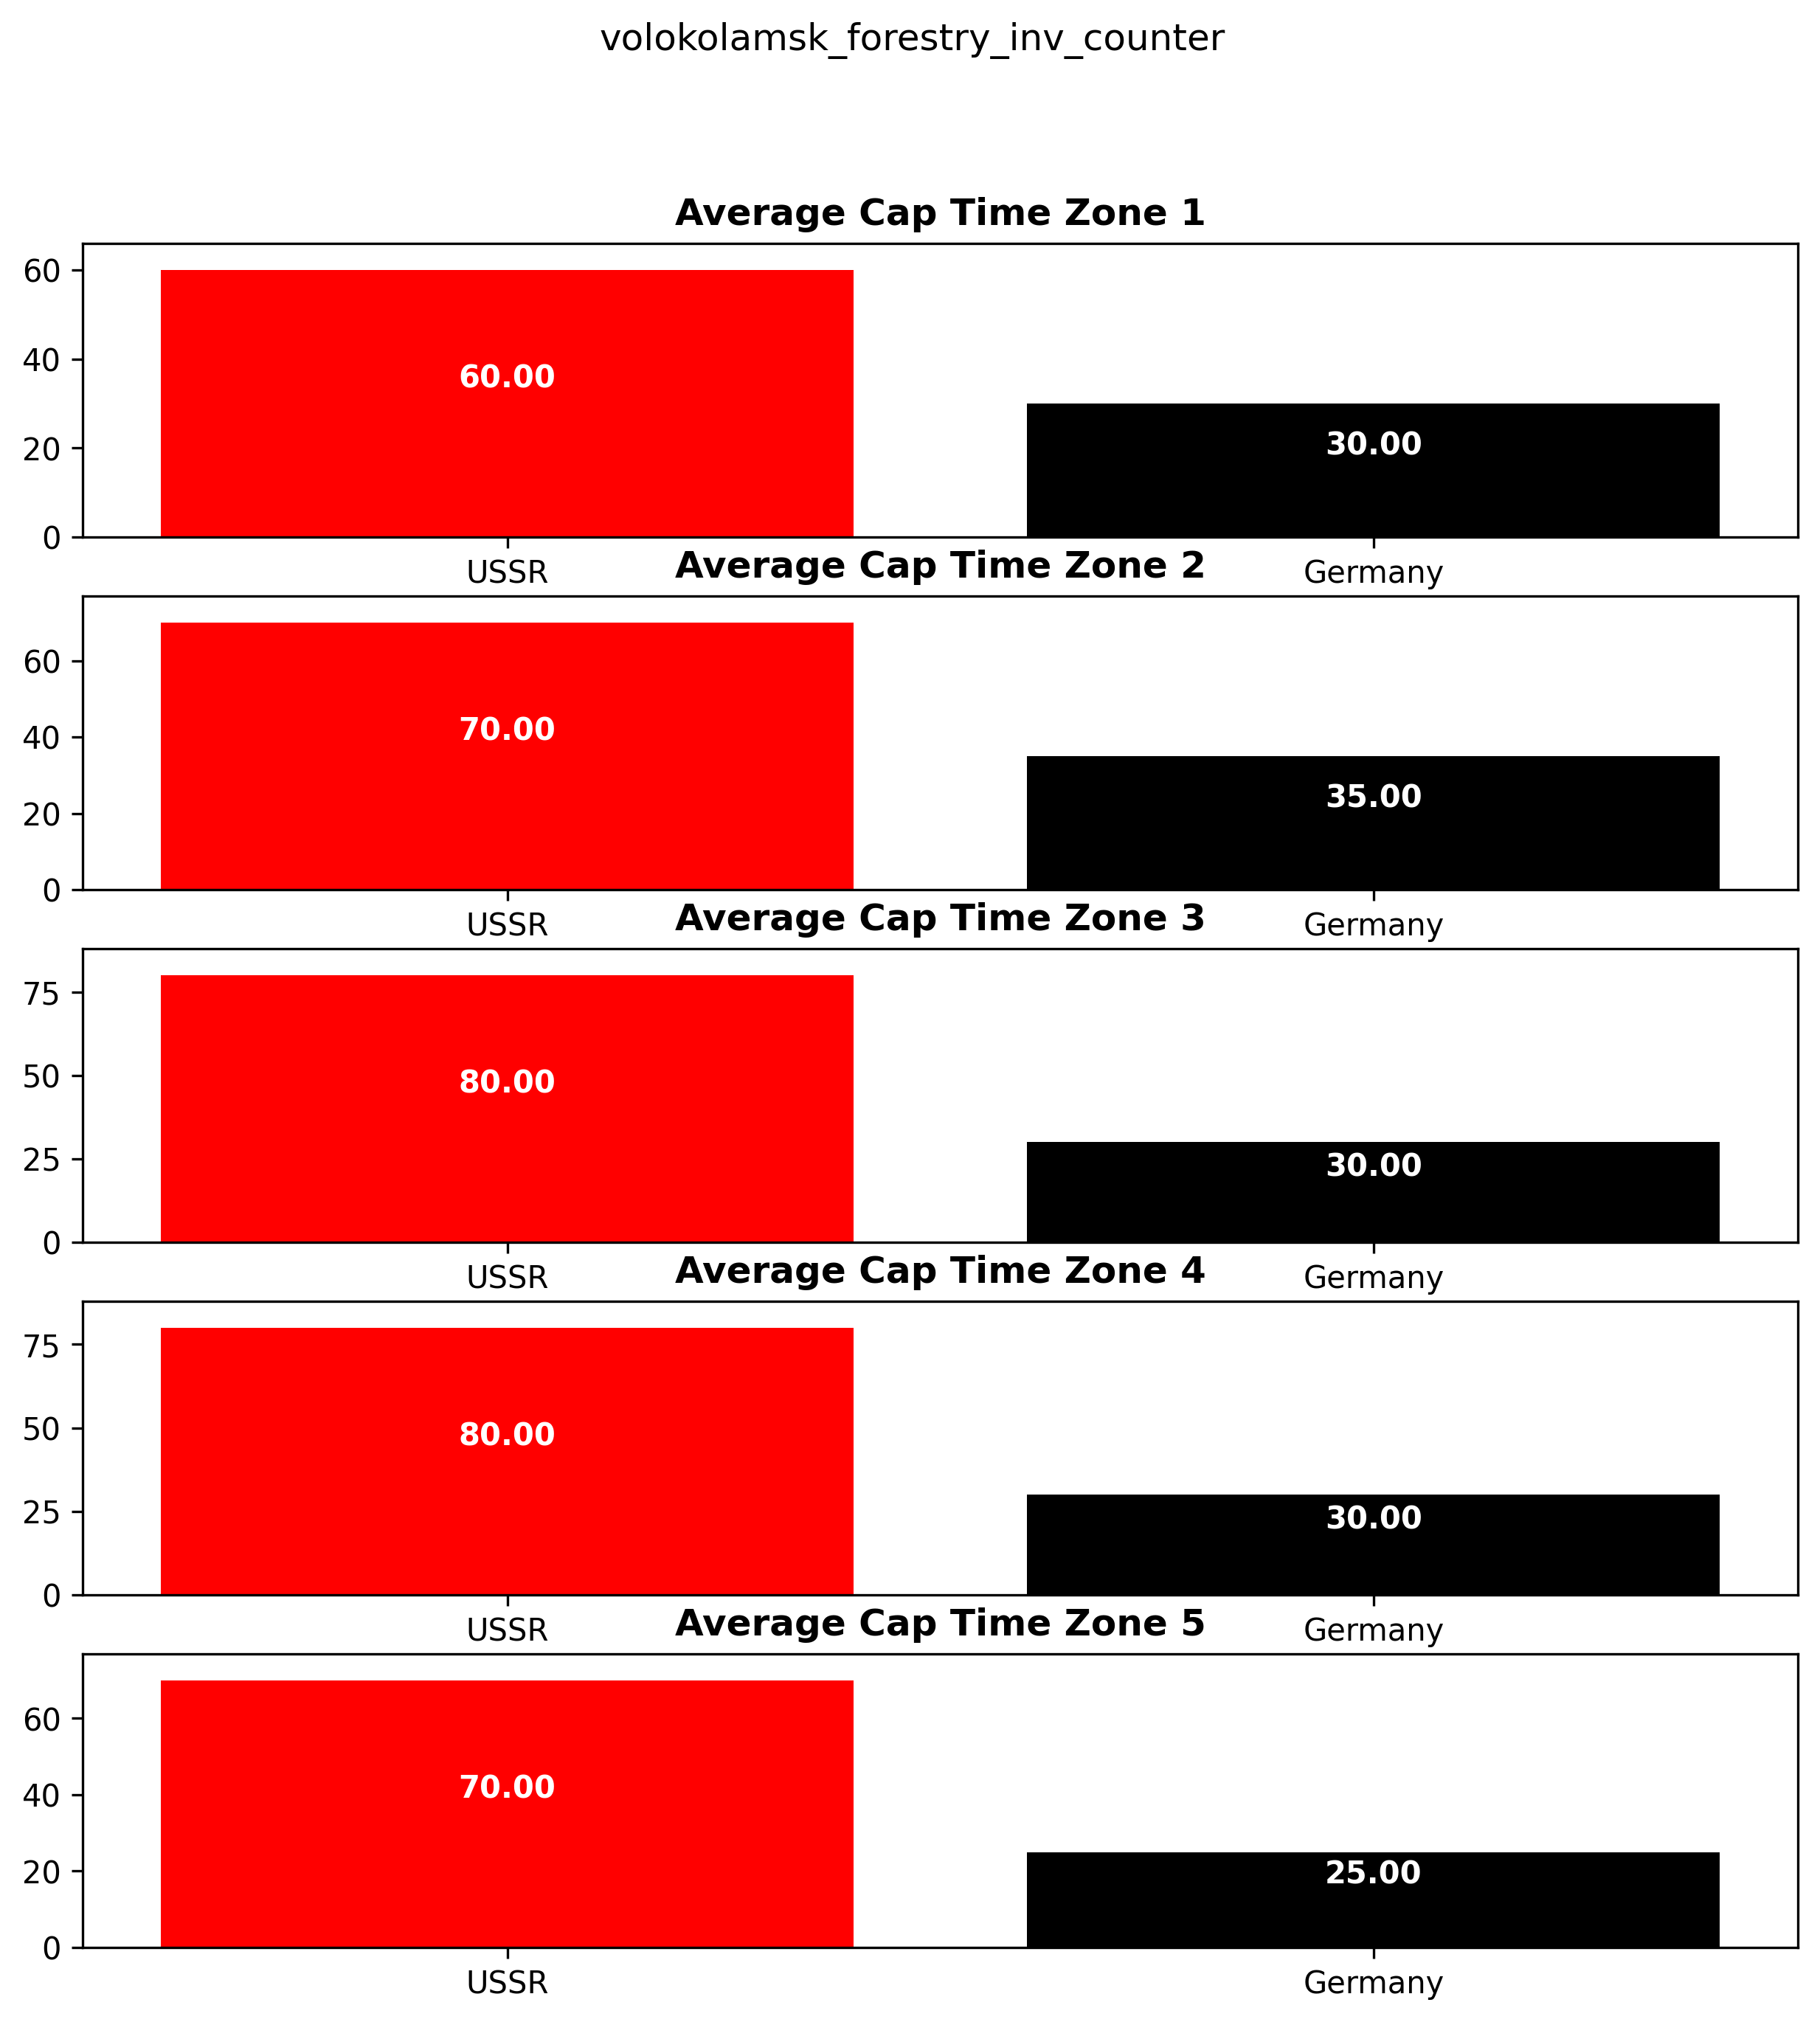 volokolamsk_forestry_inv_counter
Average Cap Time Zone 1
60
40
20
0
60.00
30.00
USSR
Germany
Average Cap Time Zone 2
60
40
20
0
70.00
35.00
USSR
Germany
Average Cap Time Zone 3
75
50
25
0
80.00
30.00
USSR
Germany
Average Cap Time Zone 4
75
50
25
0
80.00
30.00
USSR
Germany
Average Cap Time Zone 5
60
40
20
0
70.00
25.00
USSR
Germany